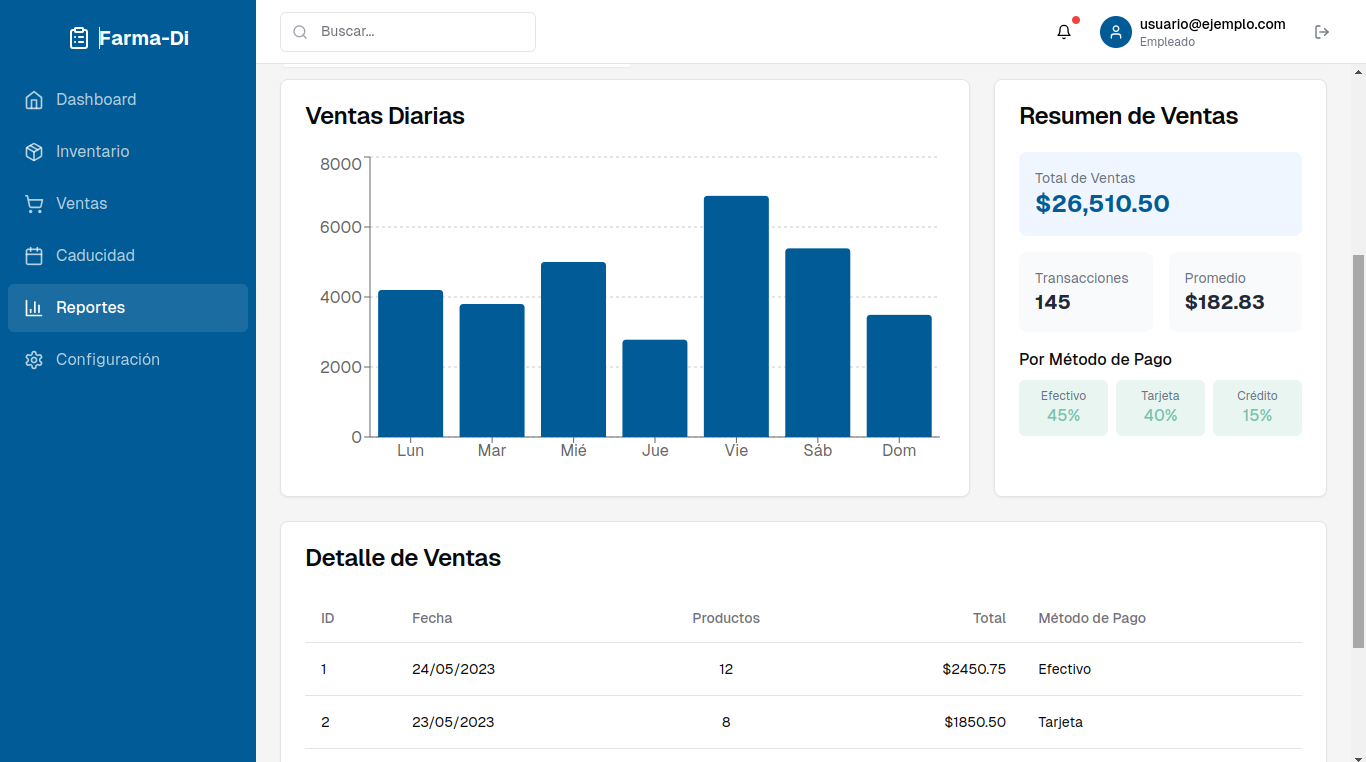 Farma-Di
Dashboard
Inventario
Ventas
Caducidad
Reportes
Configuración
Buscar...
usuario@ejemplo.com
Empleado
Ventas Diarias
8000
6000
4000
2000
0
Lun Mar Mié Jue Vie Sáb Dom
Resumen de Ventas
Total de Ventas
$26,510.50
Transacciones
145
Promedio
$182.83
Por Método de Pago
Efectivo
45%
Tarjeta
40%
Crédito
15%
Detalle de Ventas
ID Fecha Productos Total Método de Pago
1 24/05/2023 12 $2450.75 Efectivo
2 23/05/2023 8 $1850.50 Tarjeta